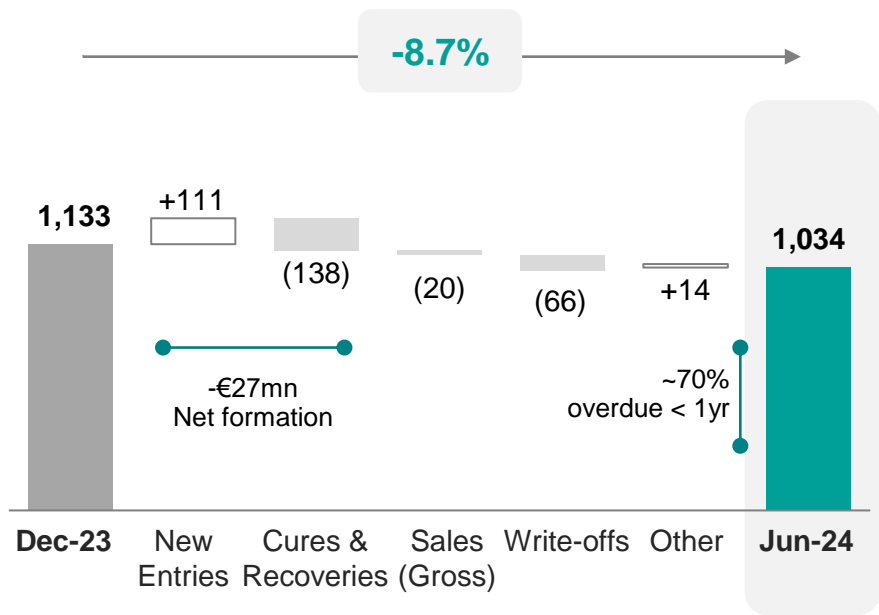 -8.7%
1,133
+111
(138)
(20)
(66)
+14
1,034
-€27mn
Net formation
~70%
overdue < 1yr
Dec-23
New
Entries
Cures &
Recoveries
Sales
(Gross)
Write-offs
Other
Jun-24